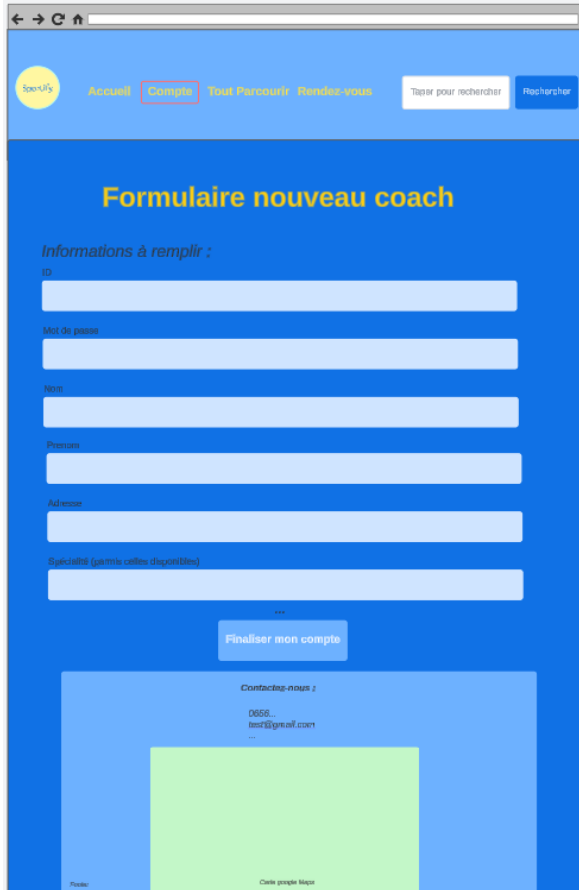 Sportify
Accueil Compte Tout Parcourir Rendez-vous
Taper pour rechercher
Rechercher
Formulaire nouveau coach
Informations à remplir :
ID
Mot de passe
Nom
Prenom
Adresse
Spécialité (parmis celles disponibles)
...
Finaliser mon compte
Contactez-nous :
0656...
test@gmail.com
...
Footer
Carte google Maps